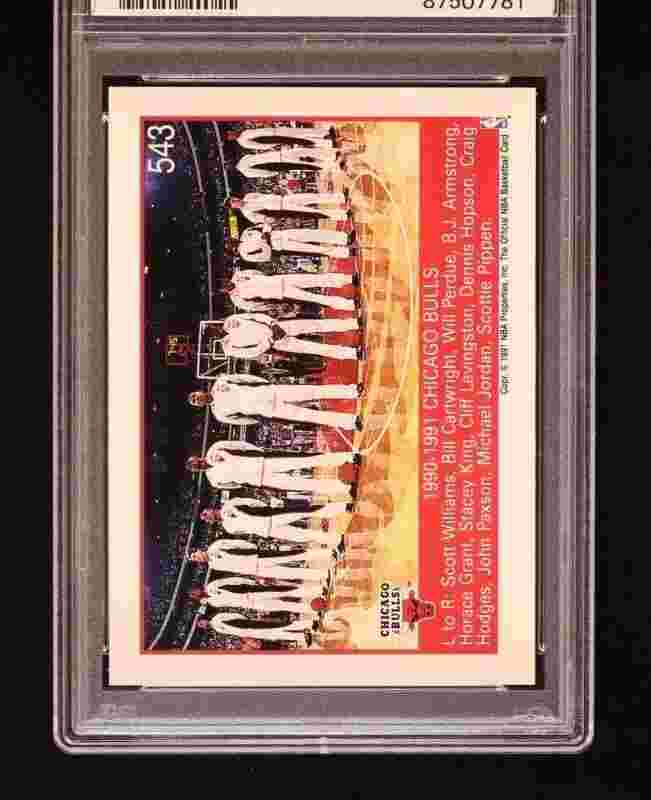 87507781
543
CHICAGO
BULLS
1990-1991 CHICAGO BULLS
L to R: Scott Williams, Bill Cartwright, Will Perdue, B.J. Armstrong,
Horace Grant, Stacey King, Cliff Levingston, Dennis Hopson, Craig
Hodges, John Paxson, Michael Jordan, Scottie Pippen.
Copr. © 1991 NBA Properties, Inc. The Official NBA Basketball Card